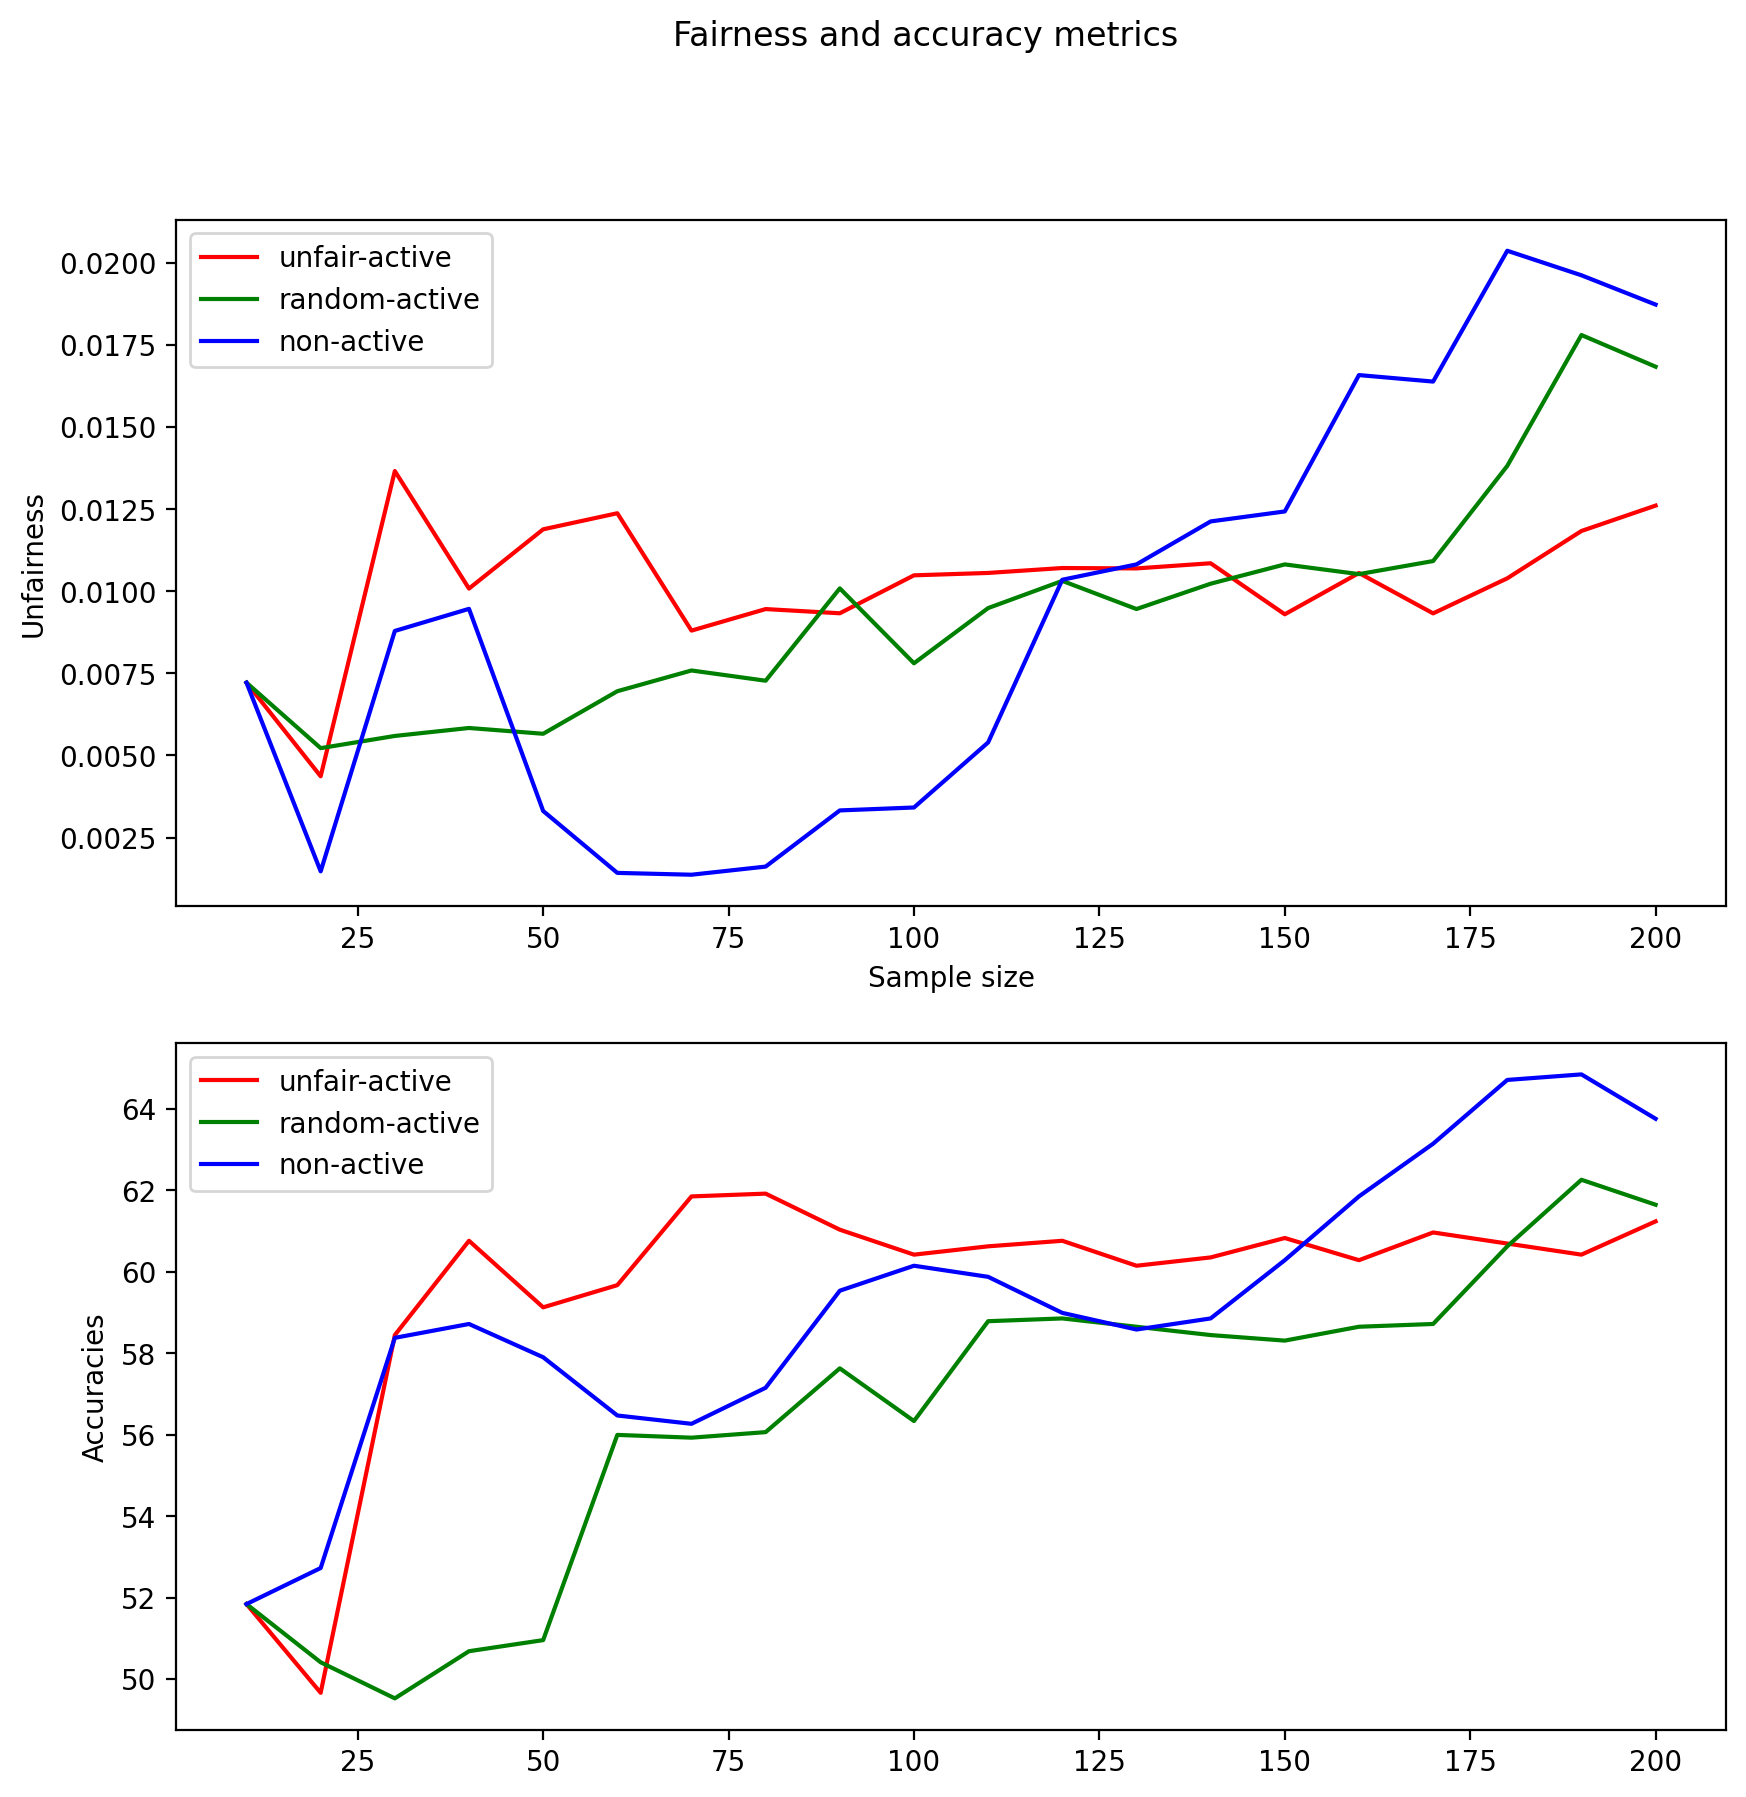 Fairness and accuracy metrics
unfair-active
random-active
non-active
0.0200
0.0175
0.0150
0.0125
0.0100
0.0075
0.0050
0.0025
Unfairness
25 50 75 100 125 150 175 200
Sample size
unfair-active
random-active
non-active
64
62
60
58
56
54
52
50
Accuracies
25 50 75 100 125 150 175 200